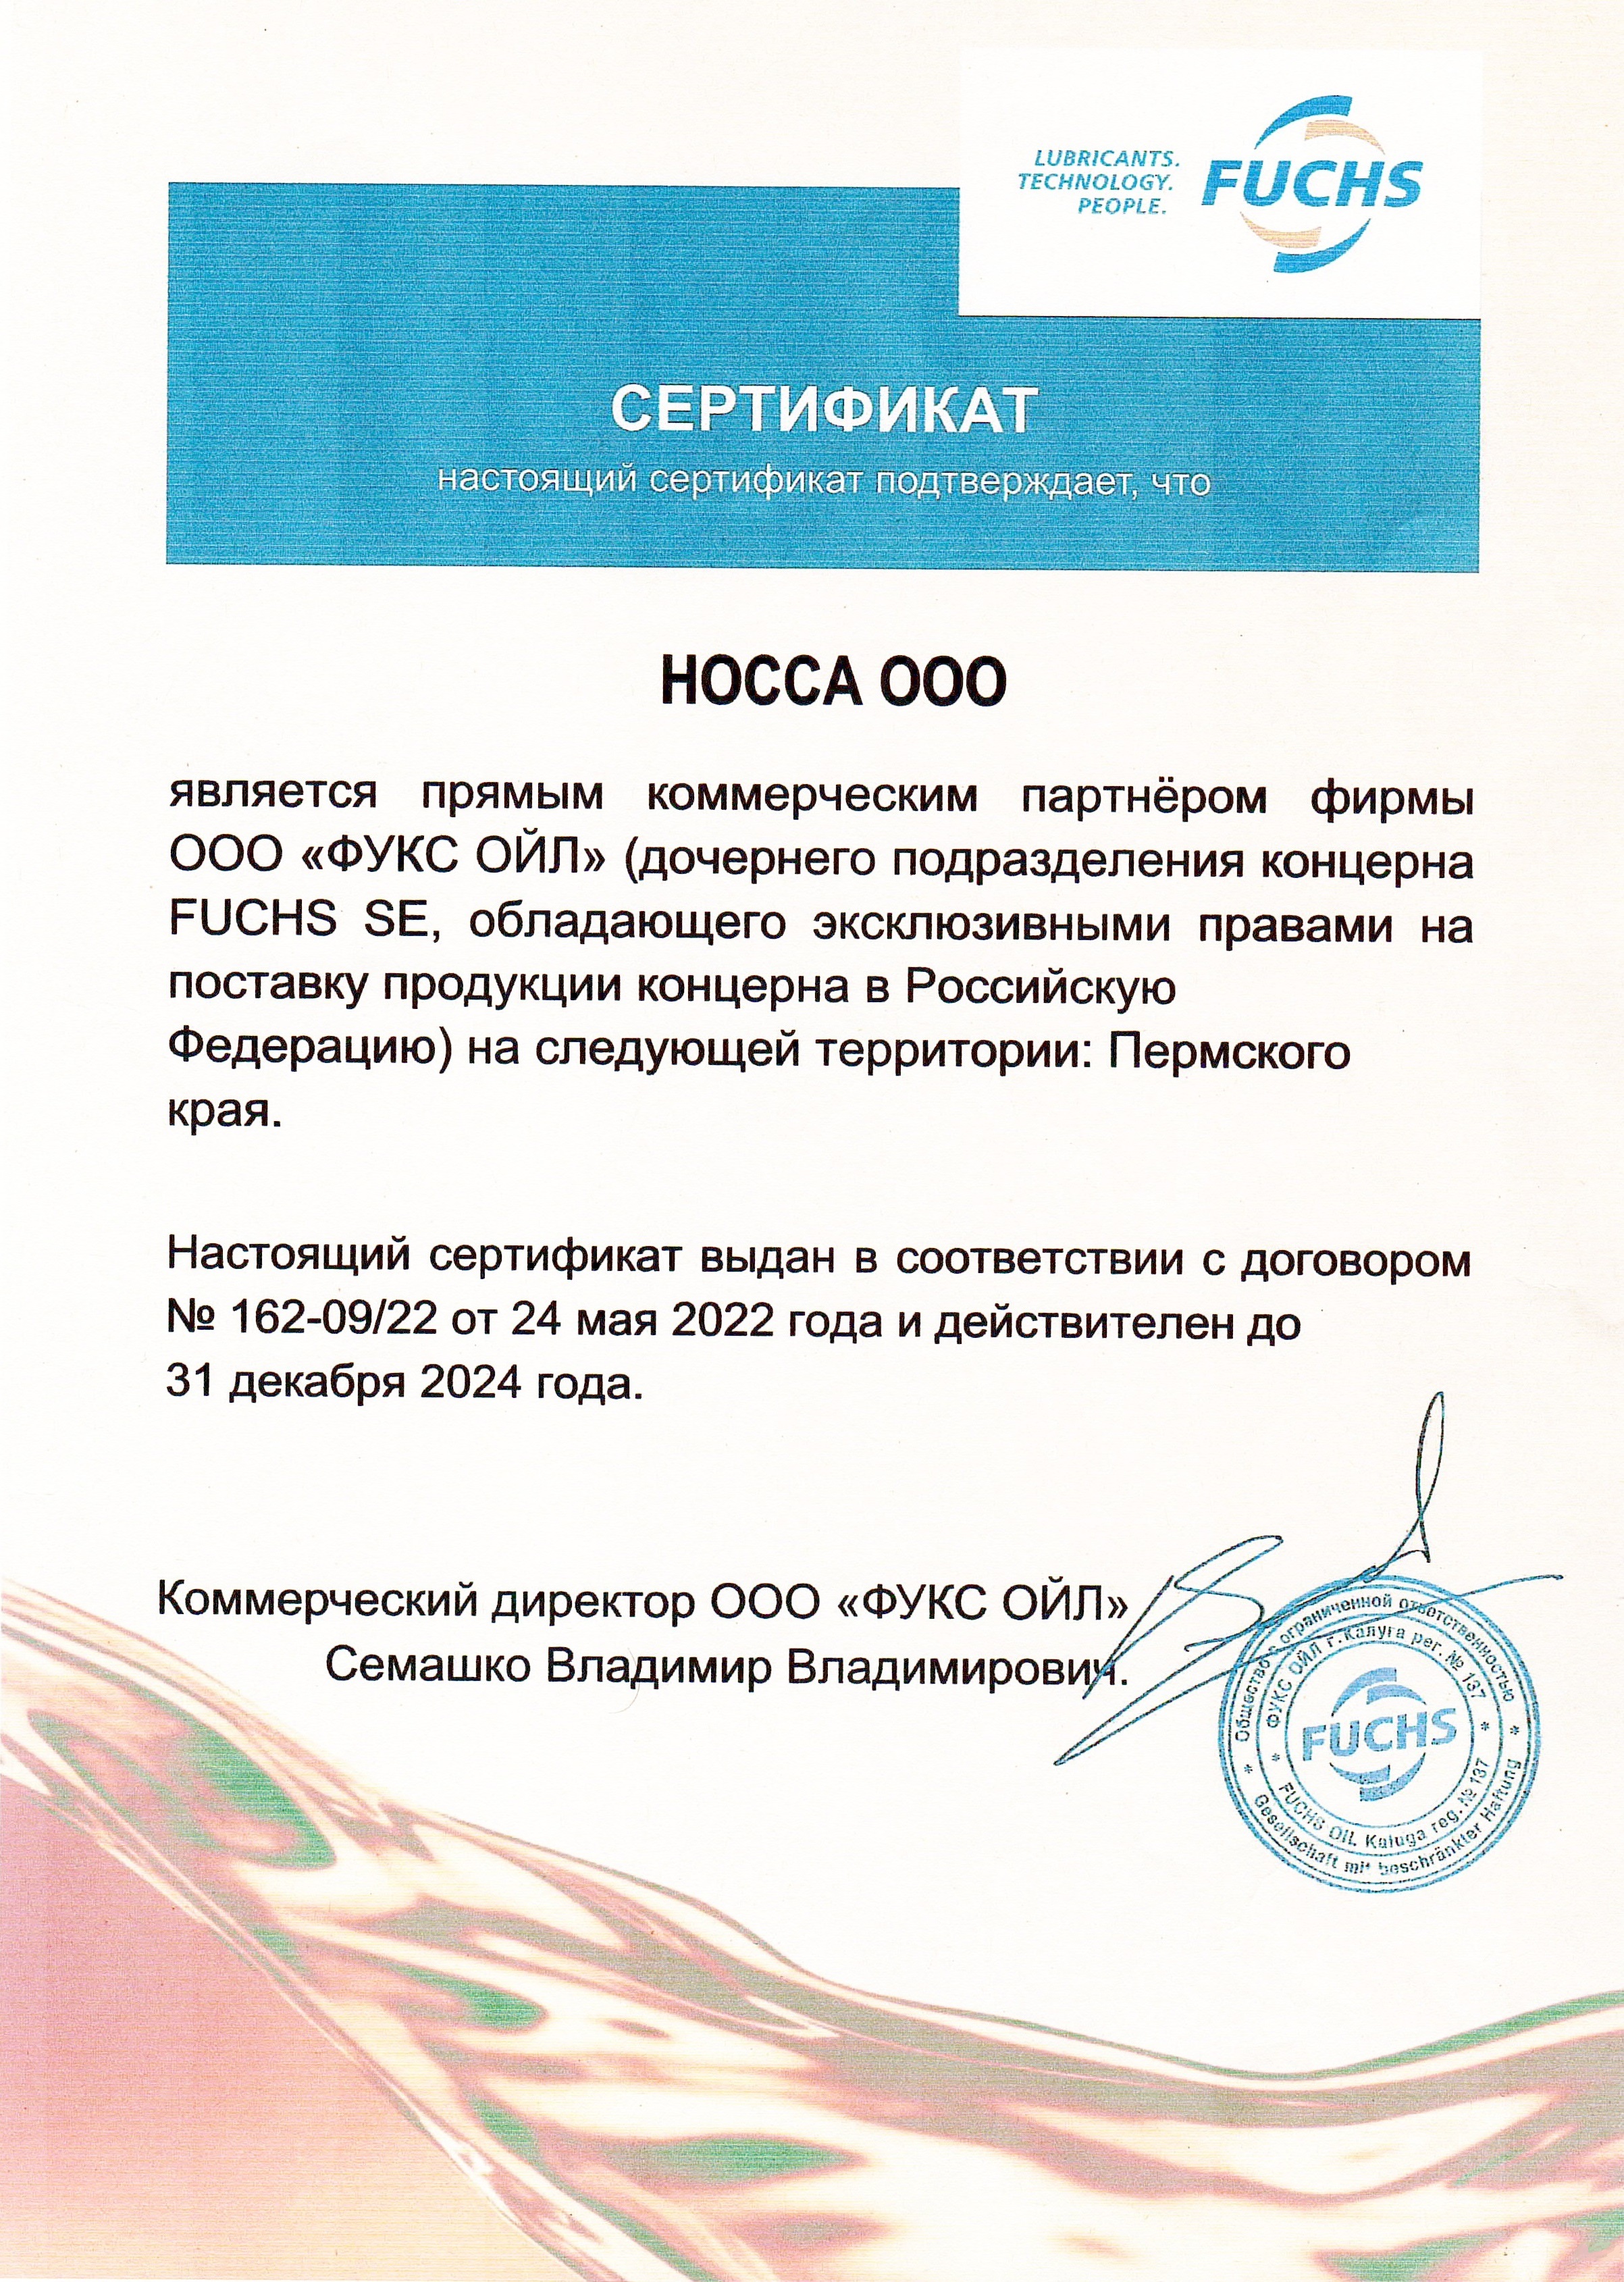 LUBRICANTS.
TECHNOLOGY.
PEOPLE.
FUCHS
СЕРТИФИКАТ
настоящий сертификат подтверждает, что
НОССА ООО
является прямым коммерческим партнёром фирмы
ООО «ФУКС ОЙЛ» (дочернего подразделения концерна
FUCHS SE, обладающего эксклюзивными правами на
поставку продукции концерна в Российскую
Федерацию) на следующей территории: Пермского
края.
Настоящий сертификат выдан в соответствии с договором
№ 162-09/22 от 24 мая 2022 года и действителен до
31 декабря 2024 года.
Коммерческий директор ООО «ФУКС ОЙЛ»
Семашко Владимир Владимирович.
Общество с ограниченной ответственностью
ФУКС ОЙЛ г.Калуга рег. № 137
FUCHS
FUCHS OIL Kaluga reg. № 137
Gesellschaft mit beschränkter Haftung